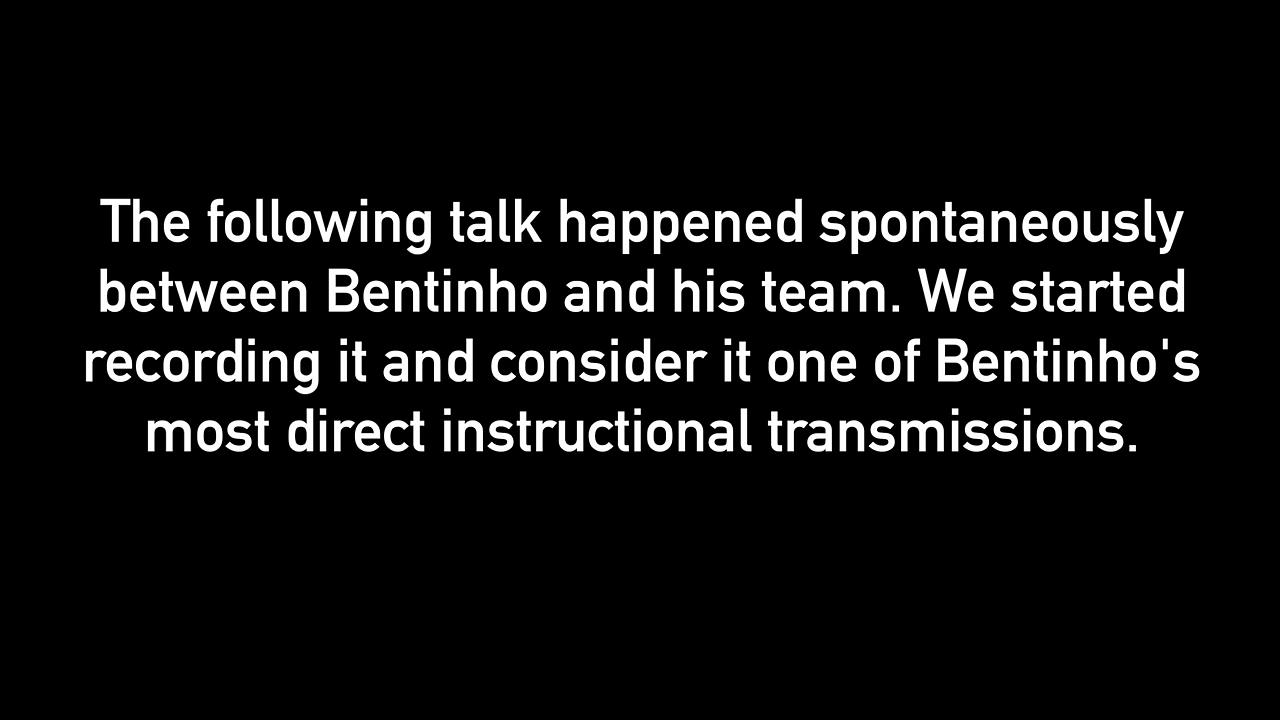 The following talk happened spontaneously
between Bentinho and his team. We started
recording it and consider it one of Bentinho's
most direct instructional transmissions.